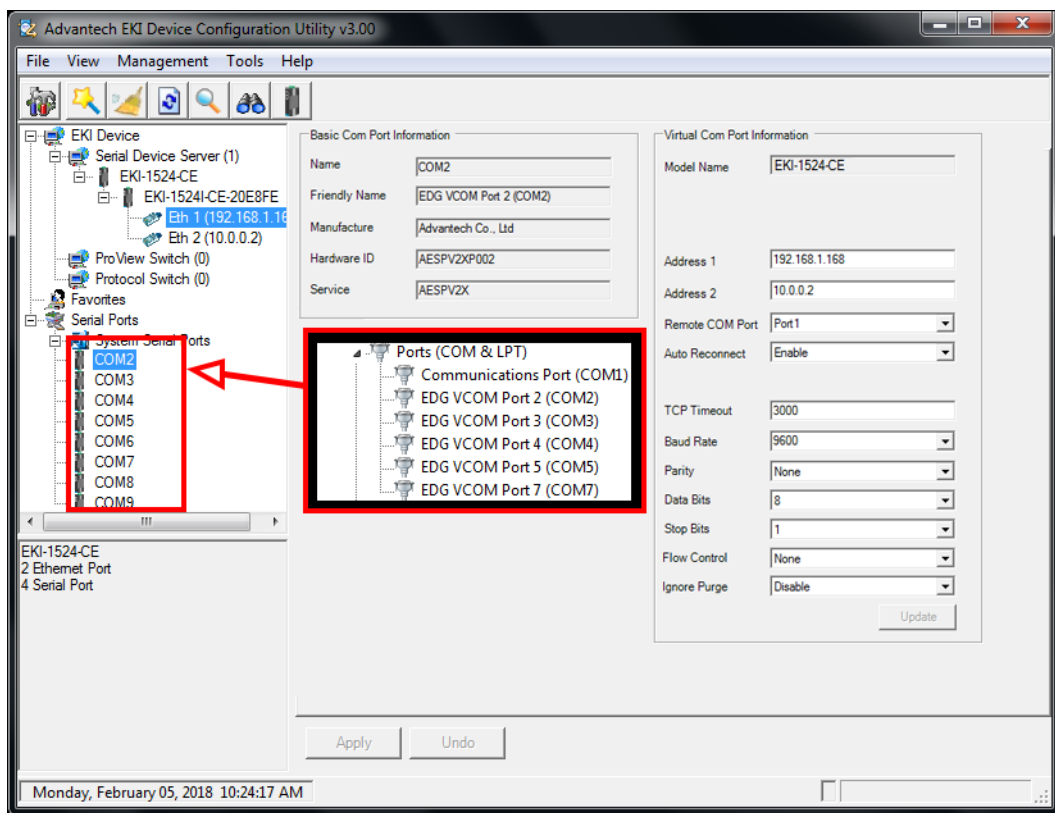 Advantech EKI Device Configuration Utility v3.00
File View Management Tools Help
EKI Device
Serial Device Server (1)
EKI-1524-CE
EKI-1524I-CE-20E8FE
Eth 1 (192.168.1.16
Eth 2 (10.0.0.2)
ProView Switch (0)
Protocol Switch (0)
Favorites
Serial Ports
System Serial Ports
COM2
COM3
COM4
COM5
COM6
COM7
COM8
COM9
EKI-1524-CE
2 Ethernet Port
4 Serial Port
Basic Com Port Information
Name COM2
Friendly Name EDG VCOM Port 2 (COM2)
Manufacture Advantech Co., Ltd
Hardware ID AESPV2XP002
Service AESPV2X
Ports (COM & LPT)
Communications Port (COM1)
EDG VCOM Port 2 (COM2)
EDG VCOM Port 3 (COM3)
EDG VCOM Port 4 (COM4)
EDG VCOM Port 5 (COM5)
EDG VCOM Port 7 (COM7)
Virtual Com Port Information
Model Name EKI-1524-CE
Address 1 192.168.1.168
Address 2 10.0.0.2
Remote COM Port Port1
Auto Reconnect Enable
TCP Timeout 3000
Baud Rate 9600
Parity None
Data Bits 8
Stop Bits 1
Flow Control None
Ignore Purge Disable
Update
Apply Undo
Monday, February 05, 2018 10:24:17 AM